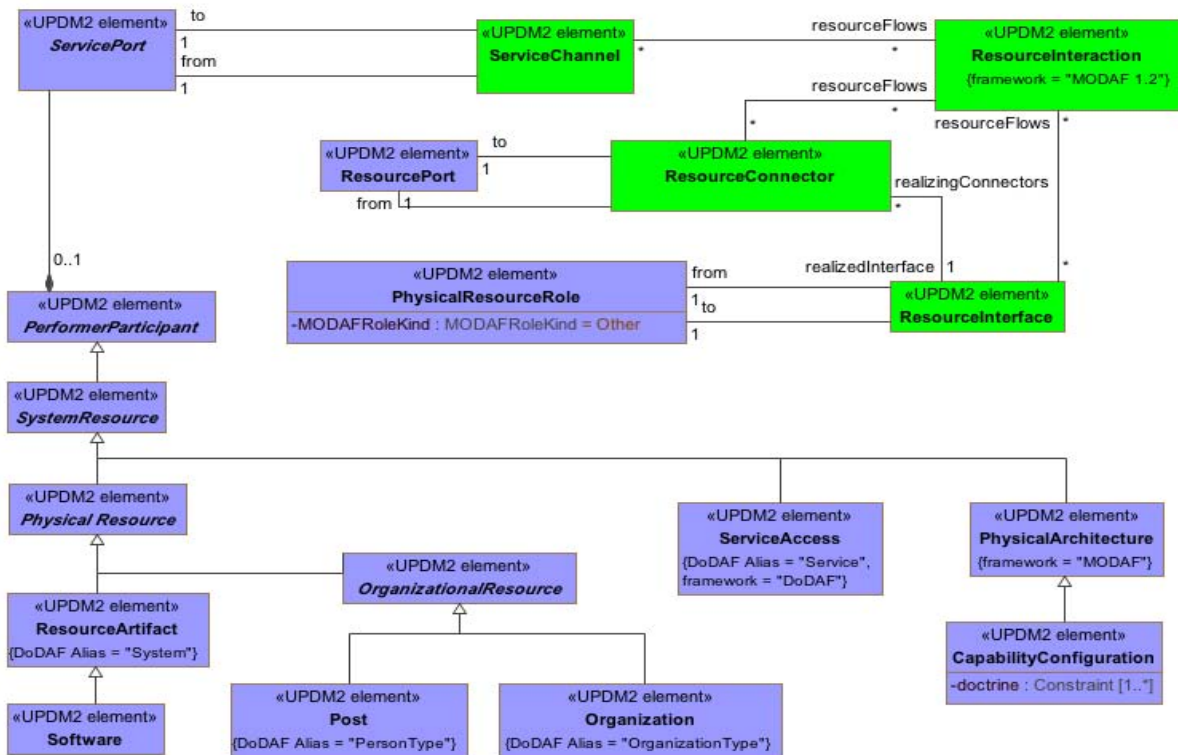 «UPDM2 element»
ServicePort
to
1
from
1
«UPDM2 element»
ServiceChannel
*
resourceFlows
*
«UPDM2 element»
ResourceInteraction
{framework = "MODAF 1.2"}
resourceFlows
*
*
resourceFlows
*
«UPDM2 element»
ResourcePort
to
1
from
1
«UPDM2 element»
ResourceConnector
realizingConnectors
*
0..1
«UPDM2 element»
PhysicalResourceRole
-MODAFRoleKind : MODAFRoleKind = Other
from
1
to
1
realizedInterface
1
*
«UPDM2 element»
ResourceInterface
«UPDM2 element»
PerformerParticipant
«UPDM2 element»
SystemResource
«UPDM2 element»
Physical Resource
«UPDM2 element»
ServiceAccess
{DoDAF Alias = "Service",
framework = "DoDAF"}
«UPDM2 element»
PhysicalArchitecture
{framework = "MODAF"}
«UPDM2 element»
OrganizationalResource
«UPDM2 element»
ResourceArtifact
{DoDAF Alias = "System"}
«UPDM2 element»
CapabilityConfiguration
-doctrine : Constraint [1..*]
«UPDM2 element»
Software
«UPDM2 element»
Post
{DoDAF Alias = "PersonType"}
«UPDM2 element»
Organization
{DoDAF Alias = "OrganizationType"}